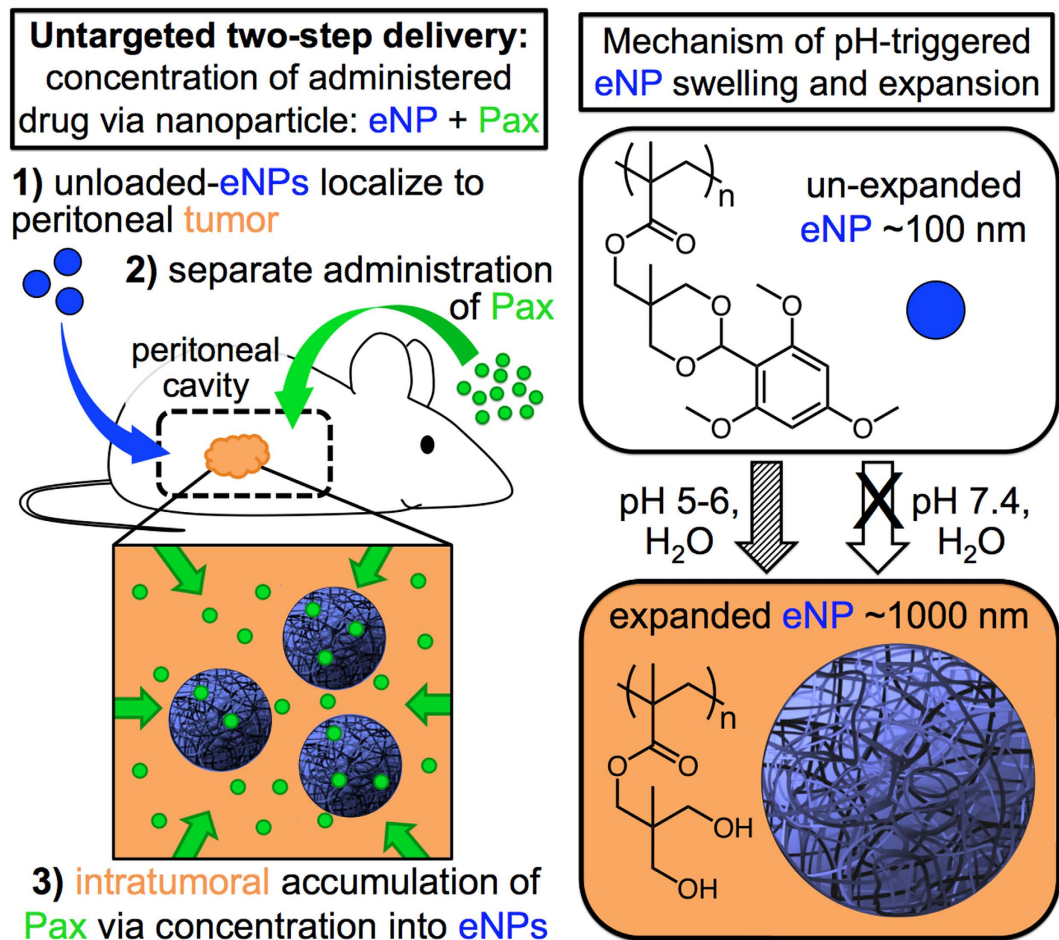 Untargeted two-step delivery:
concentration of administered
drug via nanoparticle: eNP + Pax
1) unloaded-eNPs localize to
peritoneal tumor
2) separate administration
of Pax
peritoneal
cavity
3) intratumoral accumulation of
Pax via concentration into eNPs
Mechanism of pH-triggered
eNP swelling and expansion
un-expanded
eNP ~100 nm
n
O
O
O
O
O
O
O
pH 5-6,
H₂O
X
pH 7.4,
H₂O
expanded eNP ~1000 nm
n
O
O
OH
OH